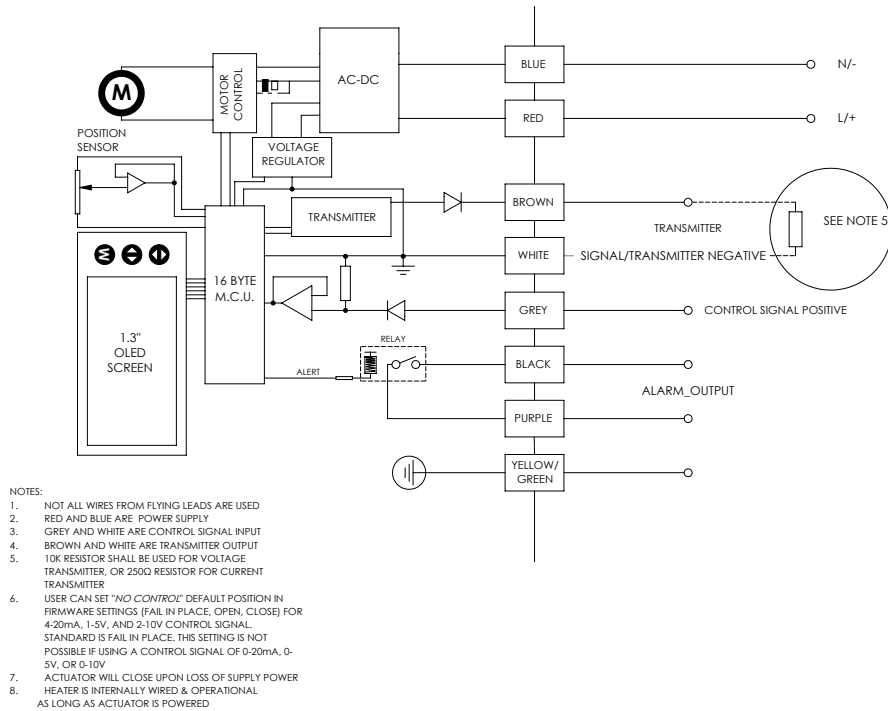 BLUE
N/-
AC-DC
MOTOR
CONTROL
M
RED
L/+
POSITION
SENSOR
VOLTAGE
REGULATOR
BROWN
TRANSMITTER
TRANSMITTER
SEE NOTE 5
WHITE
SIGNAL/TRANSMITTER NEGATIVE
M
16 BYTE
M.C.U.
GREY
CONTROL SIGNAL POSITIVE
1.3"
OLED
SCREEN
RELAY
ALERT
BLACK
ALARM_OUTPUT
PURPLE
YELLOW/
GREEN
NOTES:
1. NOT ALL WIRES FROM FLYING LEADS ARE USED
2. RED AND BLUE ARE POWER SUPPLY
3. GREY AND WHITE ARE CONTROL SIGNAL INPUT
4. BROWN AND WHITE ARE TRANSMITTER OUTPUT
5. 10K RESISTOR SHALL BE USED FOR VOLTAGE
TRANSMITTER, OR 250Ω RESISTOR FOR CURRENT
TRANSMITTER
6. USER CAN SET "NO CONTROL" DEFAULT POSITION IN
FIRMWARE SETTINGS (FAIL IN PLACE, OPEN, CLOSE) FOR
4-20mA, 1-5V, AND 2-10V CONTROL SIGNAL.
STANDARD IS FAIL IN PLACE. THIS SETTING IS NOT
POSSIBLE IF USING A CONTROL SIGNAL OF 0-20mA, 0-
5V, OR 0-10V
7. ACTUATOR WILL CLOSE UPON LOSS OF SUPPLY POWER
8. HEATER IS INTERNALLY WIRED & OPERATIONAL
AS LONG AS ACTUATOR IS POWERED